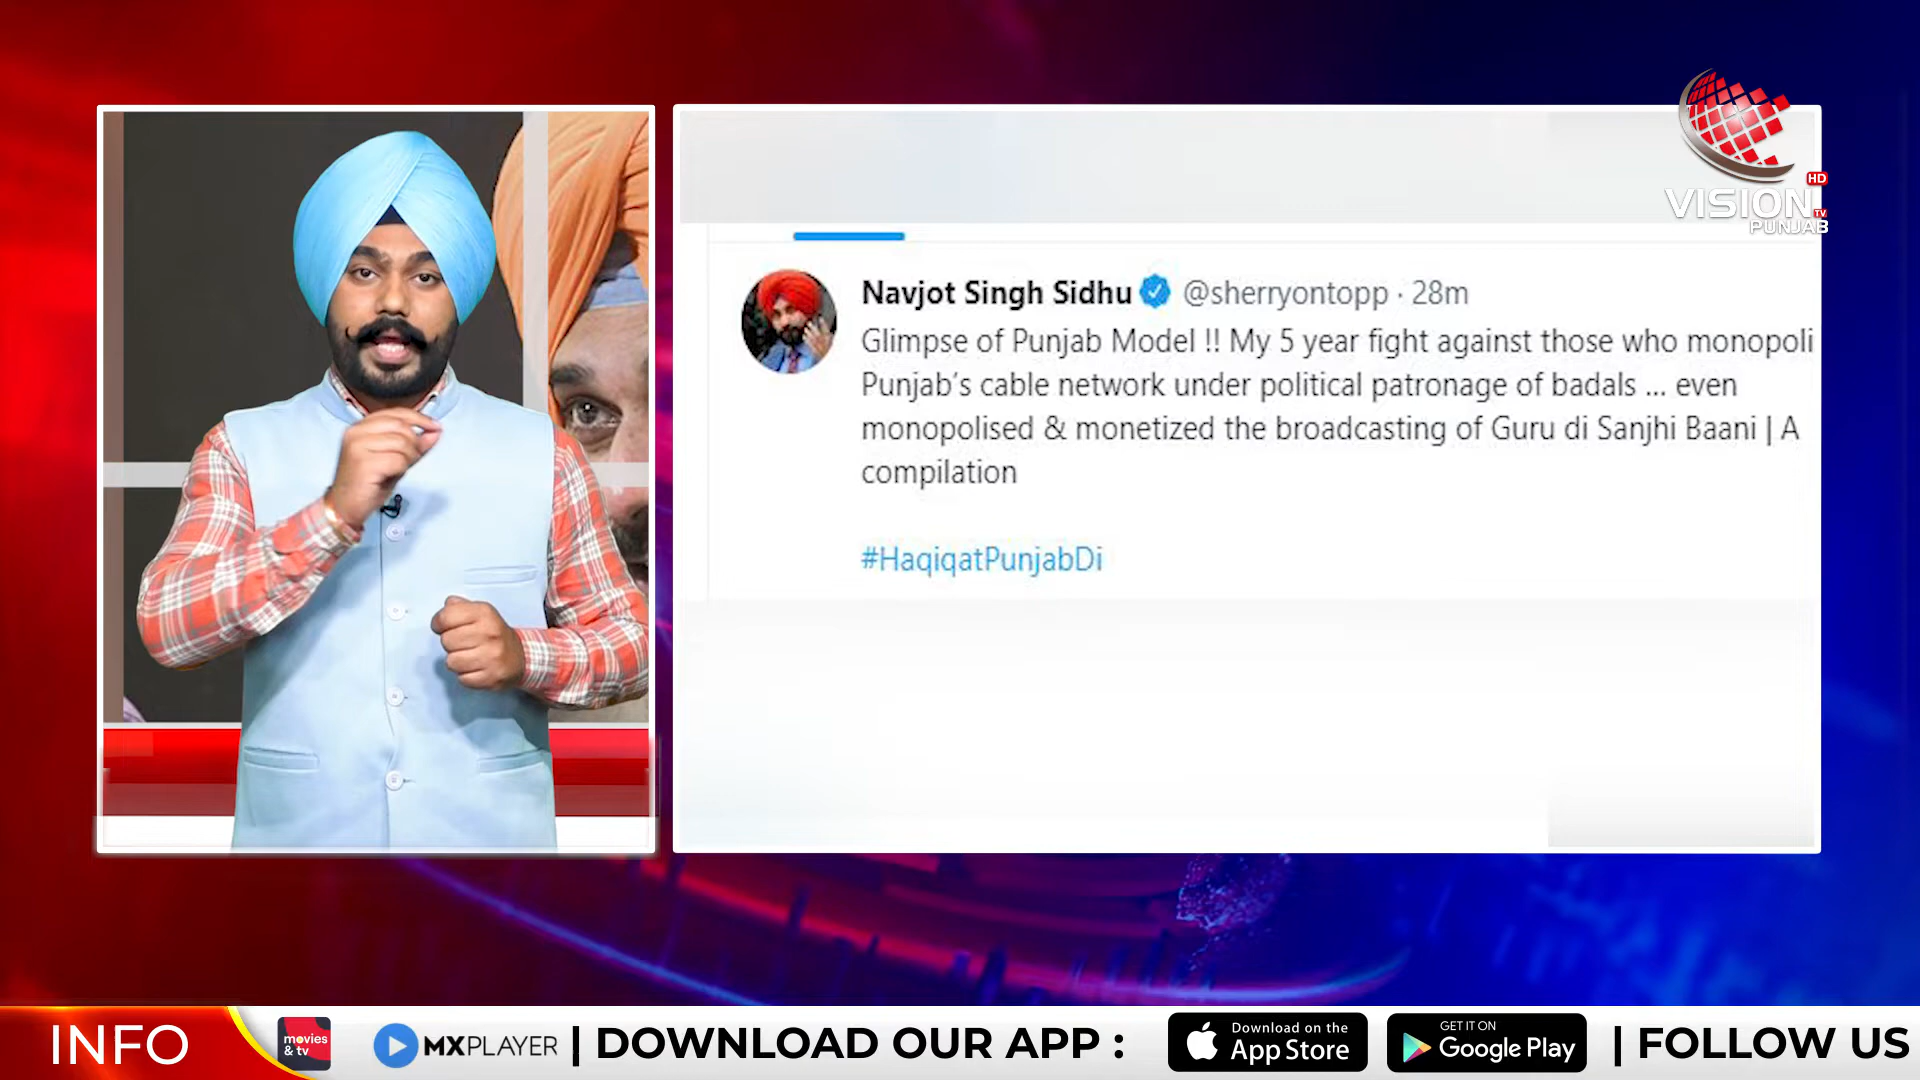 HD
VISION TV
PUNJAB
Navjot Singh Sidhu @sherryontopp · 28m
Glimpse of Punjab Model !! My 5 year fight against those who monopoli
Punjab's cable network under political patronage of badals ... even
monopolised & monetized the broadcasting of Guru di Sanjhi Baani | A
compilation
#HaqiqatPunjabDi
INFO
movies
& tv
MXPLAYER | DOWNLOAD OUR APP :
Download on the
App Store
GET IT ON
Google Play
| FOLLOW US